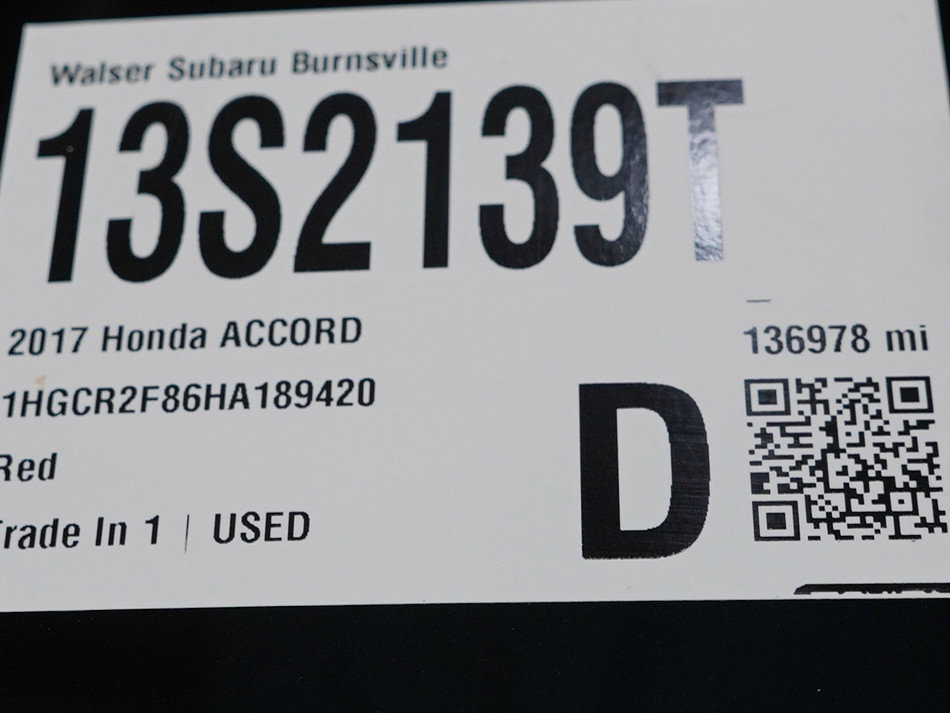 Walser Subaru Burnsville
13S2139T
2017 Honda ACCORD
136978 mi
1HGCR2F86HA189420
D
Red
Trade In 1 | USED